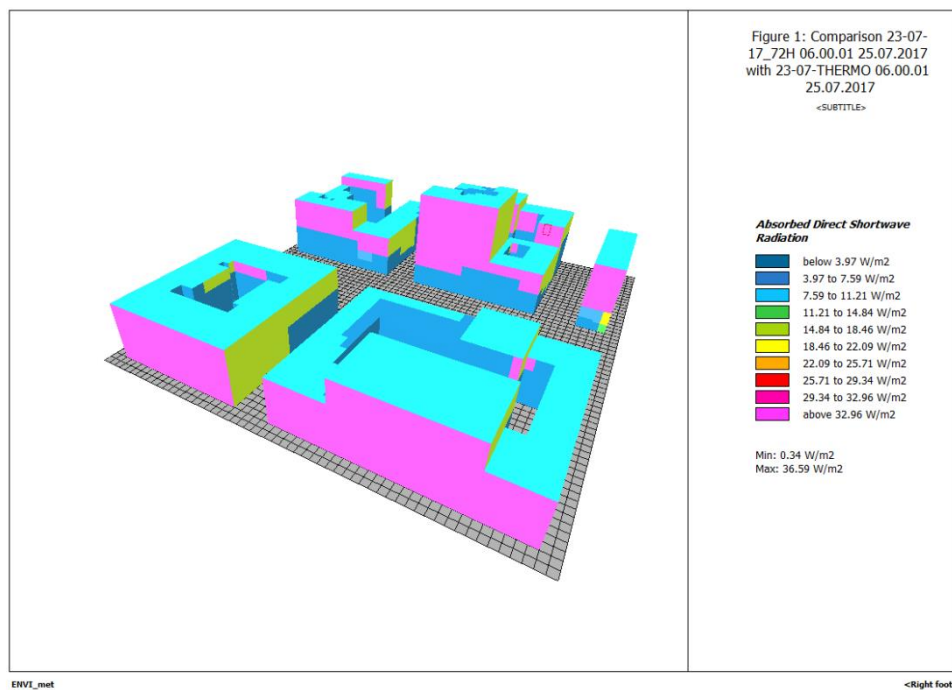 Figure 1: Comparison 23-07-
17_72H 06.00.01 25.07.2017
with 23-07-THERMO 06.00.01
25.07.2017
<SUBTITLE>
Absorbed Direct Shortwave
Radiation
below 3.97 W/m2
3.97 to 7.59 W/m2
7.59 to 11.21 W/m2
11.21 to 14.84 W/m2
14.84 to 18.46 W/m2
18.46 to 22.09 W/m2
22.09 to 25.71 W/m2
25.71 to 29.34 W/m2
29.34 to 32.96 W/m2
above 32.96 W/m2
Min: 0.34 W/m2
Max: 36.59 W/m2
ENVI_met
<Right foot